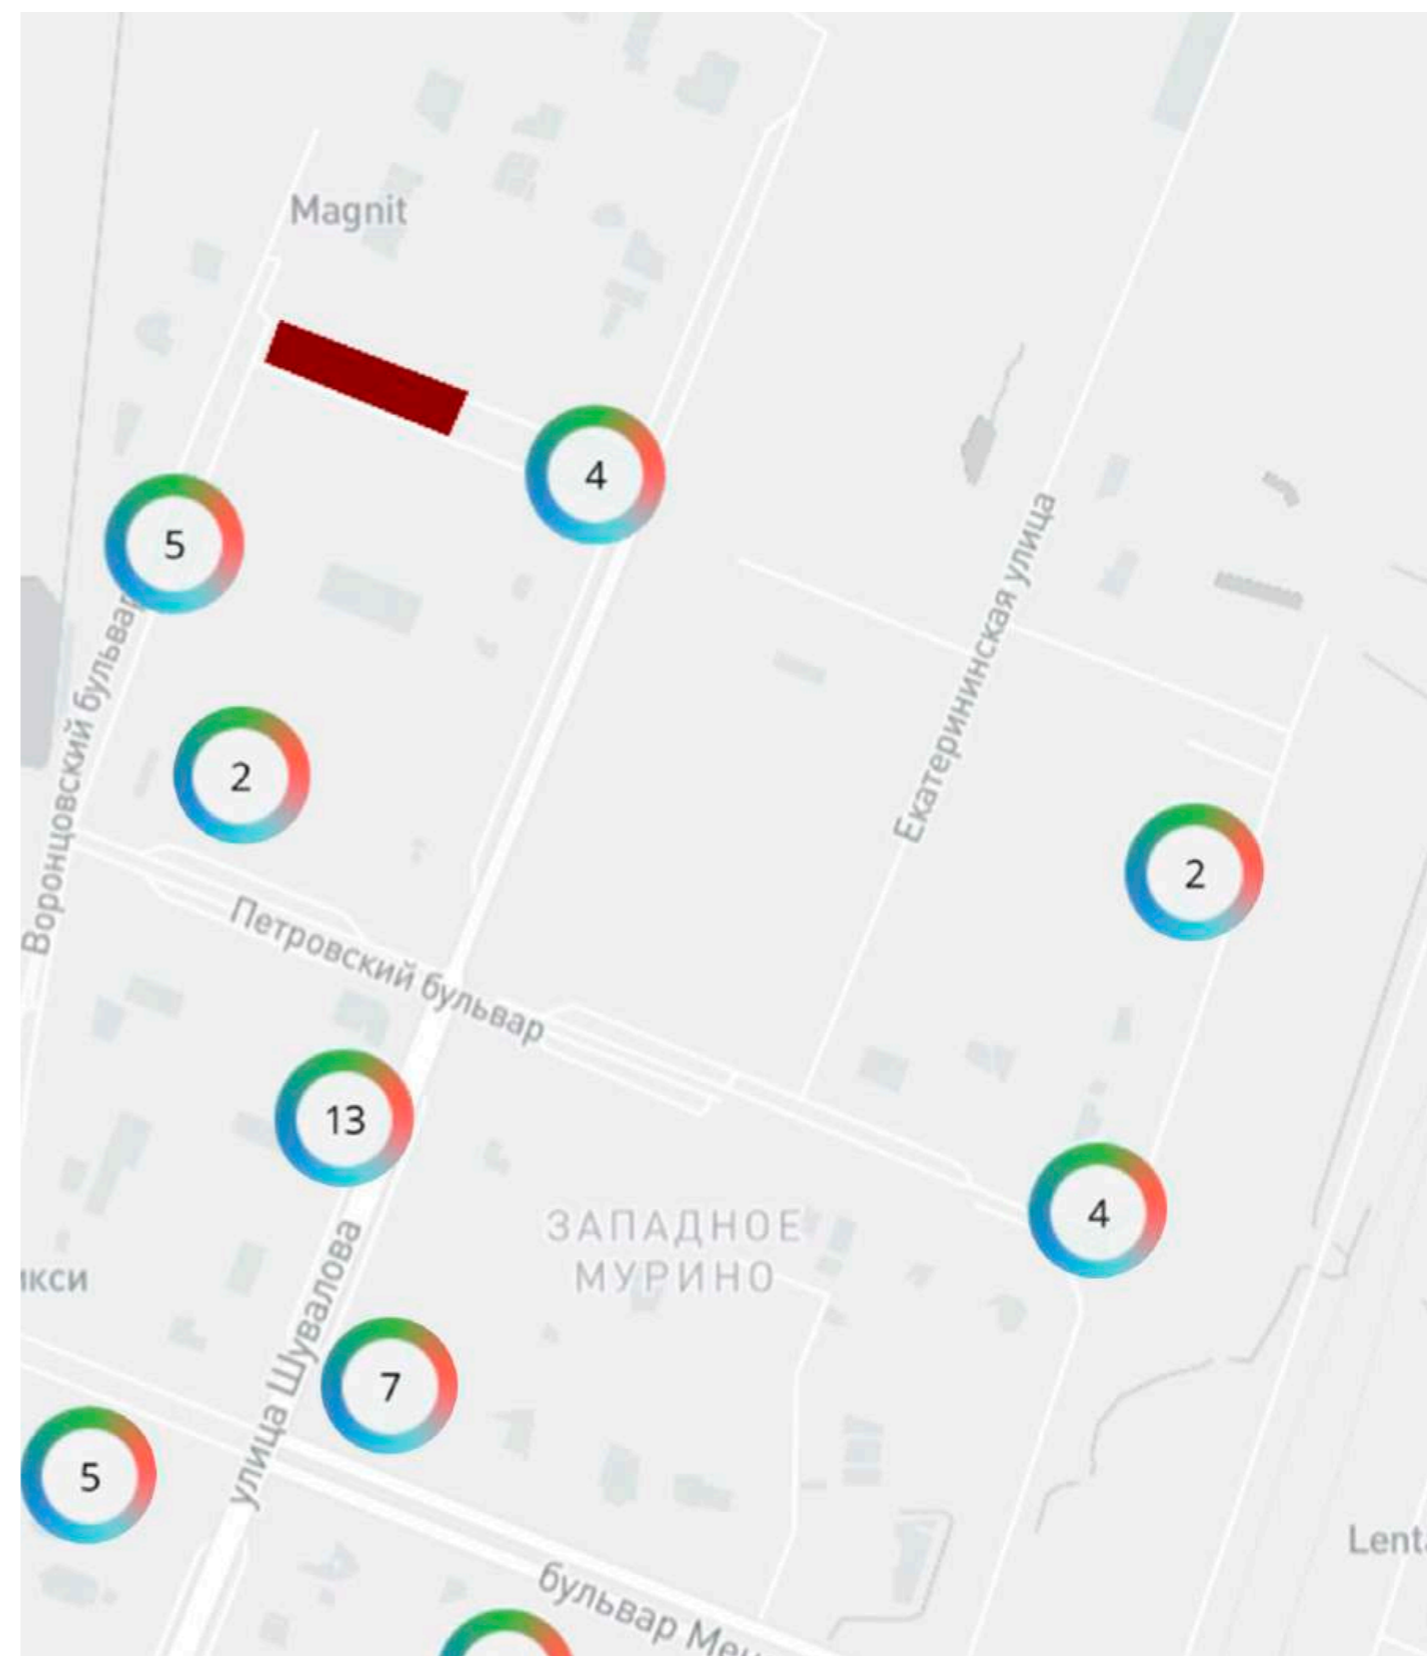 Magnit
4
5
Воронцовский бульвар
Екатерининская улица
2
2
Петровский бульвар
13
ЗАПАДНОЕ
МУРИНО
4
улица Шувалова
7
5
бульвар